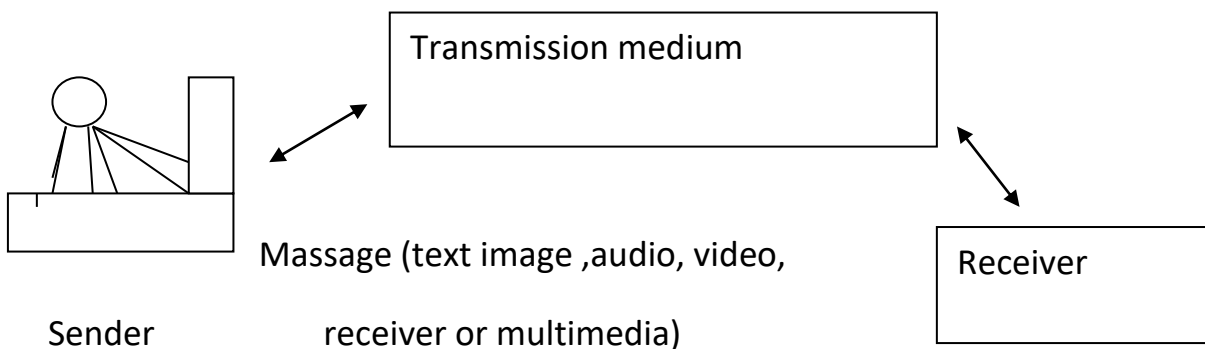 Transmission medium
Massage (text image ,audio, video,
Receiver
Sender receiver or multimedia)